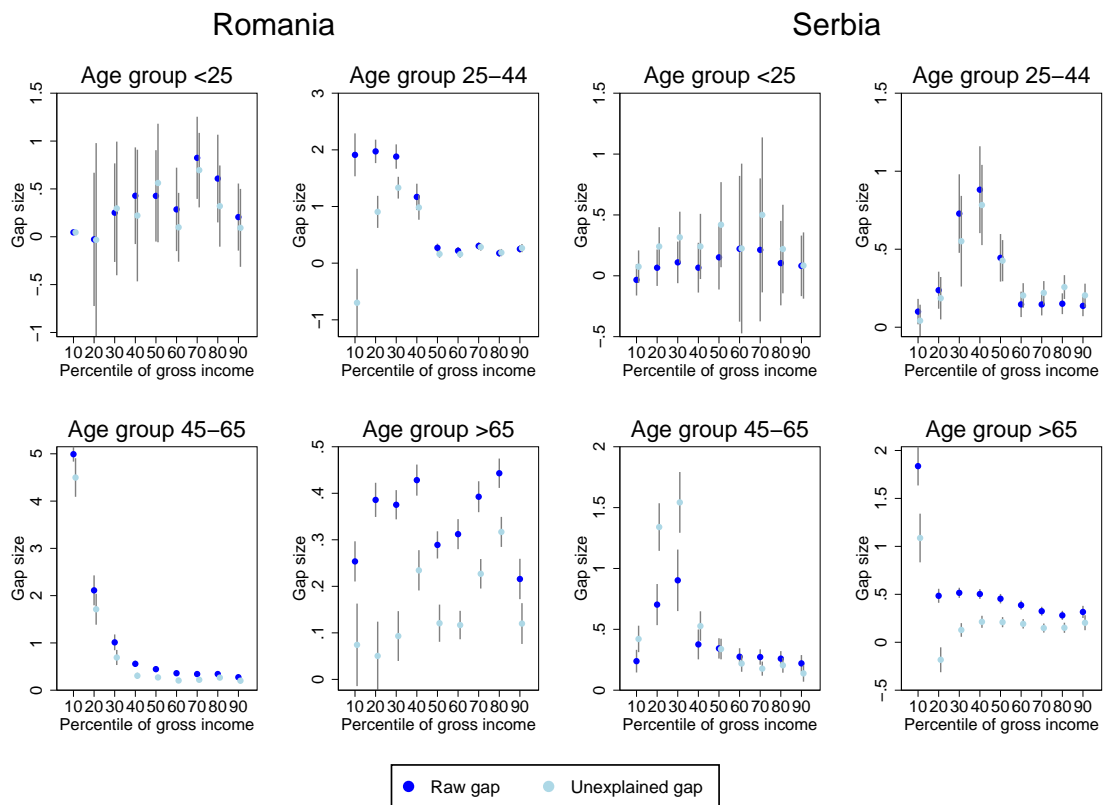 Romania
Serbia
Age group <25
Gap size
−1 −.5 0 .5 1 1.5
10 20 30 40 50 60 70 80 90
Percentile of gross income
Age group 25−44
Gap size
−1 0 1 2 3
10 20 30 40 50 60 70 80 90
Percentile of gross income
Age group <25
Gap size
−.5 0 .5 1 1.5
10 20 30 40 50 60 70 80 90
Percentile of gross income
Age group 25−44
Gap size
0 .5 1 1.5
10 20 30 40 50 60 70 80 90
Percentile of gross income
Age group 45−65
Gap size
0 1 2 3 4 5
10 20 30 40 50 60 70 80 90
Percentile of gross income
Age group >65
Gap size
0 .1 .2 .3 .4 .5
10 20 30 40 50 60 70 80 90
Percentile of gross income
Age group 45−65
Gap size
0 .5 1 1.5 2
10 20 30 40 50 60 70 80 90
Percentile of gross income
Age group >65
Gap size
−.5 0 .5 1 1.5 2
10 20 30 40 50 60 70 80 90
Percentile of gross income
Raw gap
Unexplained gap